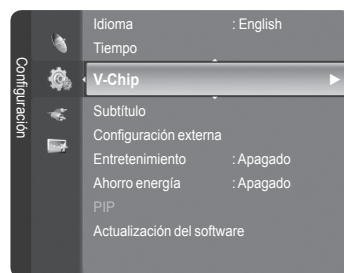 Configuración
Idioma : English
Tiempo
V-Chip
Subtítulo
Configuración externa
Entretenimiento : Apagado
Ahorro energía : Apagado
PIP
Actualización del software